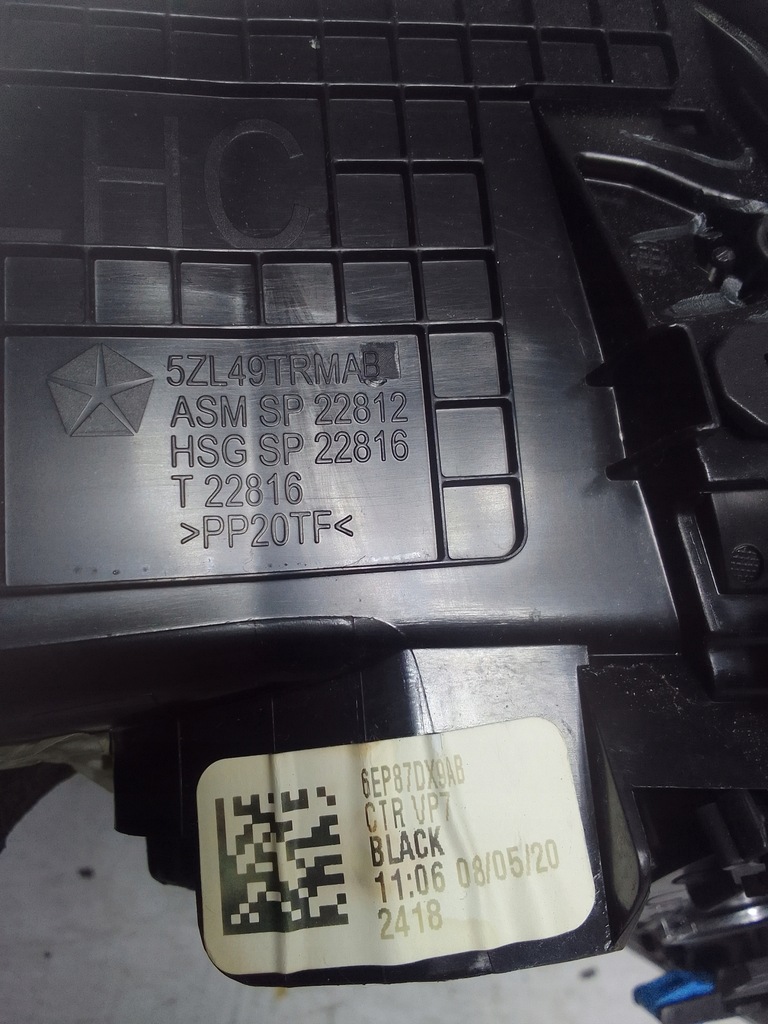 LHC
5ZL49TRMAB
ASM SP 22812
HSG SP 22816
T 22816
>PP20TF<
6EP87DX9AB
CTR VP7
BLACK
11:06 08/05/20
2418